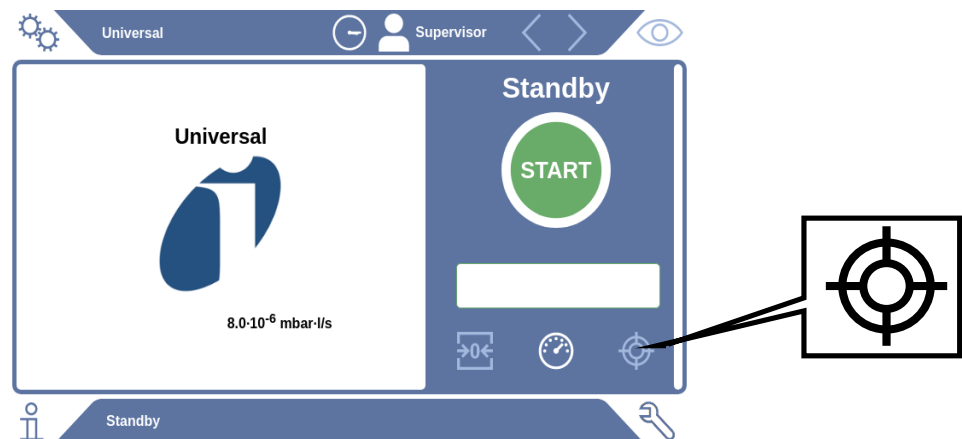 Universal
Supervisor
Standby
Universal
START
8.0·10⁻⁶ mbar·l/s
→0←
Standby